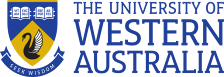 THE UNIVERSITY OF
WESTERN
AUSTRALIA
SEEK WISDOM